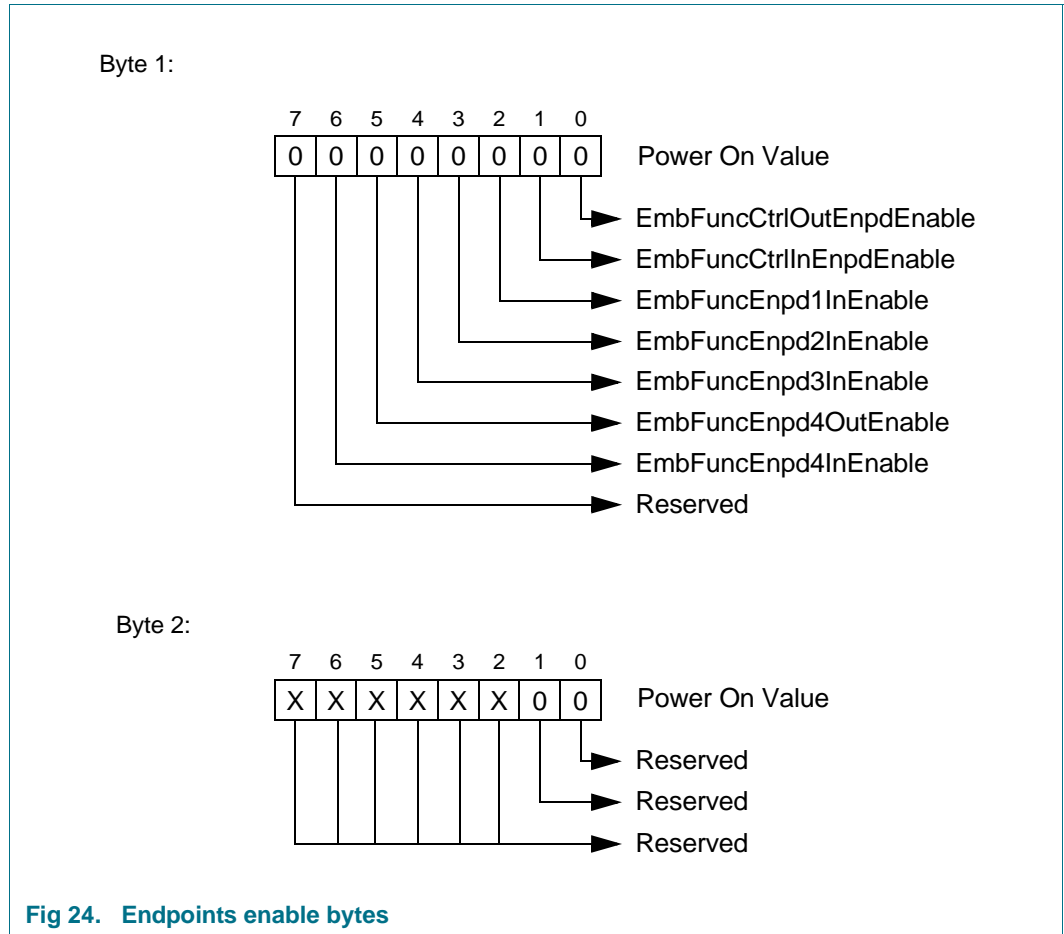 Byte 1:
7 6 5 4 3 2 1 0
0 0 0 0 0 0 0 0 Power On Value
EmbFuncCtrlOutEnpdEnable
EmbFuncCtrlInEnpdEnable
EmbFuncEnpd1InEnable
EmbFuncEnpd2InEnable
EmbFuncEnpd3InEnable
EmbFuncEnpd4OutEnable
EmbFuncEnpd4InEnable
Reserved
Byte 2:
7 6 5 4 3 2 1 0
X X X X X X 0 0 Power On Value
Reserved
Reserved
Reserved
Fig 24. Endpoints enable bytes